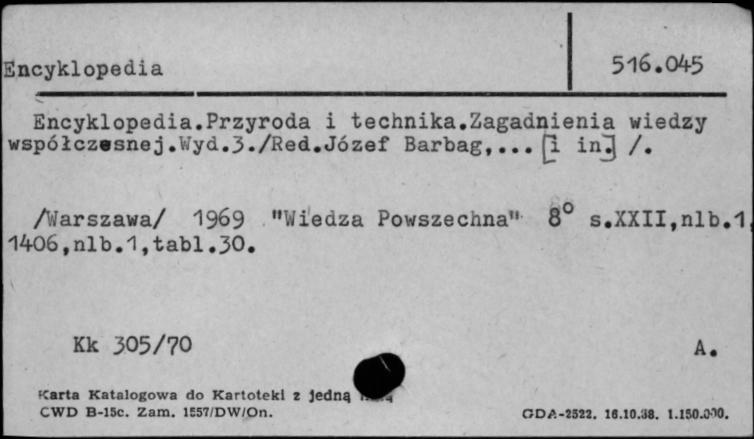 Encyklopedia
516.045
Encyklopedia.Przyroda i technika.Zagadnienia wiedzy
współczesnej.Wyd.3./Red.Józef Barbag,... [i in.] /.
/Warszawa/ 1969 "Wiedza Powszechna" 8° s.XXII,nlb.1,
1406,nlb.1,tabl.30.
Kk 305/70
A.
Karta Katalogowa do Kartoteki z jedną
CWD B-15c. Zam. 1557/DW/On.
GDA-2522. 16.10.68. 1.150.000.